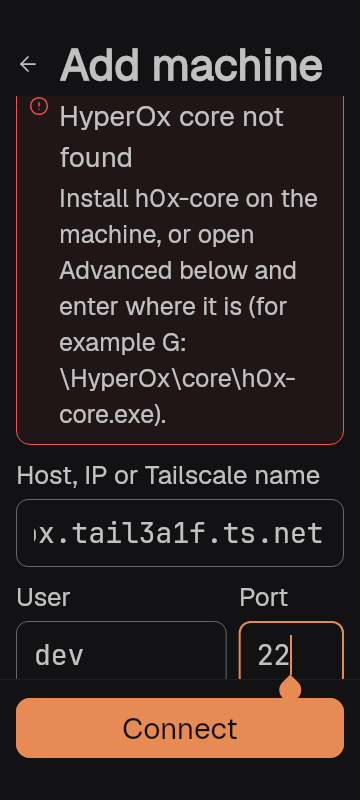 Add machine
HyperOx core not
found
Install h0x-core on the
machine, or open
Advanced below and
enter where it is (for
example G:
\HyperOx\core\h0x-
core.exe).
Host, IP or Tailscale name
x.tail3a1f.ts.net
User
Port
dev
22
Connect